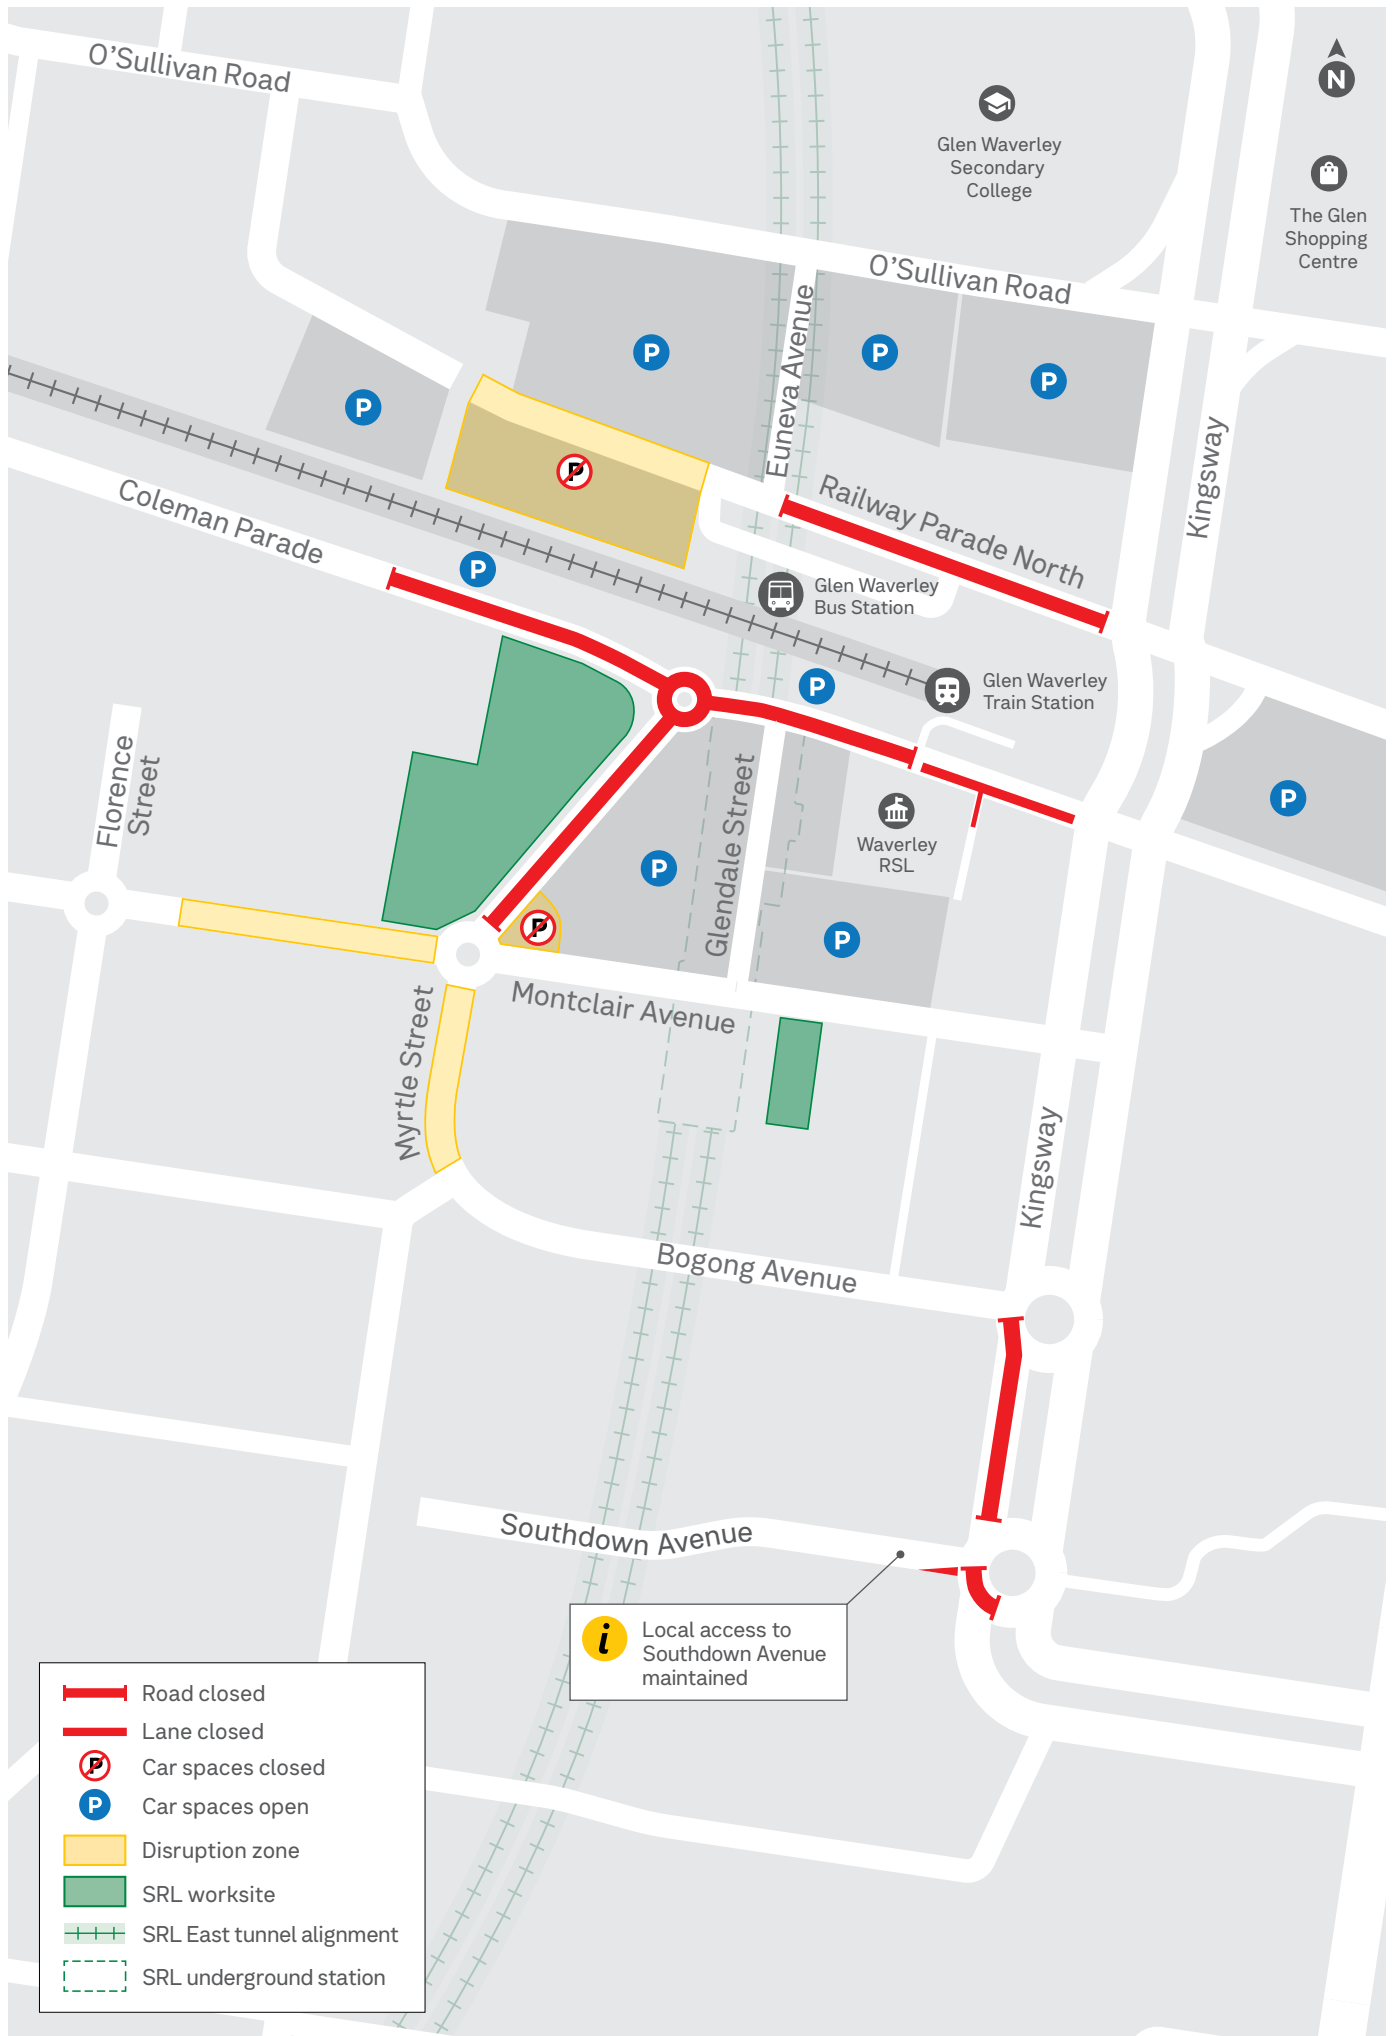 O'Sullivan Road
N
Glen Waverley
Secondary
College
The Glen
Shopping
Centre
O'Sullivan Road
P
P
P
P
Euneva Avenue
Kingsway
P
Coleman Parade
Railway Parade North
P
Glen Waverley
Bus Station
Glen Waverley
Train Station
P
Florence
Street
Glendale Street
P
Waverley
RSL
P
P
P
Montclair Avenue
Myrtle Street
Kingsway
Bogong Avenue
Southdown Avenue
i
Local access to
Southdown Avenue
maintained
Road closed
Lane closed
P
Car spaces closed
P
Car spaces open
Disruption zone
SRL worksite
SRL East tunnel alignment
SRL underground station